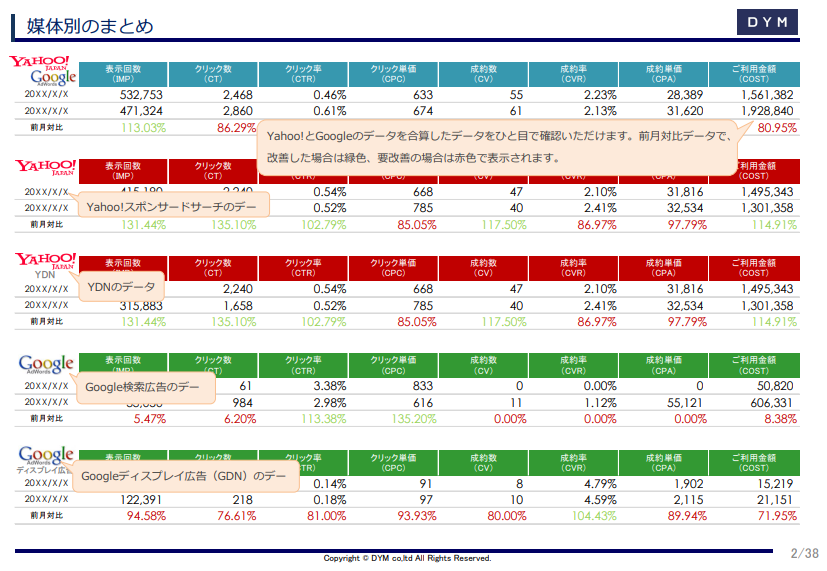 媒体別のまとめ
DYM
YAHOO! JAPAN
Google AdWords
表示回数 クリック数 クリック率 クリック単価 成約数 成約率 成約単価 ご利用金額
(IMP) (CT) (CTR) (CPC) (CV) (CVR) (CPA) (COST)
20XX/X/X 532,753 2,468 0.46% 633 55 2.23% 28,389 1,561,382
20XX/X/X 471,324 2,860 0.61% 674 61 2.13% 31,620 1,928,840
前月対比 113.03% 86.29% 80.95%
Yahoo!とGoogleのデータを合算したデータをひと目で確認いただけます。前月対比データで、
改善した場合は緑色、要改善の場合は赤色で表示されます。
YAHOO! JAPAN
表示回数 クリック数 クリック率 ご利用金額
(IMP) (CT) (COST)
20XX/X/X 415,190 2,240 0.54% 668 47 2.10% 31,816 1,495,343
20XX/X/X 0.52% 785 40 2.41% 32,534 1,301,358
前月対比 131.44% 135.10% 102.79% 85.05% 117.50% 86.97% 97.79% 114.91%
Yahoo!スポンサードサーチのデー
YAHOO! JAPAN
YDN
表示回数 クリック数 クリック率 クリック単価 成約数 成約率 成約単価 ご利用金額
(IMP) (CT) (CTR) (CPC) (CV) (CVR) (CPA) (COST)
20XX/X/X 2,240 0.54% 668 47 2.10% 31,816 1,495,343
20XX/X/X 315,883 1,658 0.52% 785 40 2.41% 32,534 1,301,358
前月対比 131.44% 135.10% 102.79% 85.05% 117.50% 86.97% 97.79% 114.91%
YDNのデータ
Google AdWords
表示回数 クリック数 クリック率 クリック単価 成約数 成約率 成約単価 ご利用金額
(IMP) (CT) (CTR) (CPC) (CV) (CVR) (CPA) (COST)
20XX/X/X 61 3.38% 833 0 0.00% 0 50,820
20XX/X/X 984 2.98% 616 11 1.12% 55,121 606,331
前月対比 5.47% 6.20% 113.38% 135.20% 0.00% 0.00% 0.00% 8.38%
Google検索広告のデー
Google AdWords
ディスプレイ広告
表示回数 クリック数 クリック率 クリック単価 成約数 成約率 成約単価 ご利用金額
(CTR) (CPC) (CV) (CVR) (CPA) (COST)
20XX/X/X 0.14% 91 8 4.79% 1,902 15,219
20XX/X/X 122,391 218 0.18% 97 10 4.59% 2,115 21,151
前月対比 94.58% 76.61% 81.00% 93.93% 80.00% 104.43% 89.94% 71.95%
Googleディスプレイ広告（GDN）のデー
Copyright © DYM co,ltd All Rights Reserved.
2/38